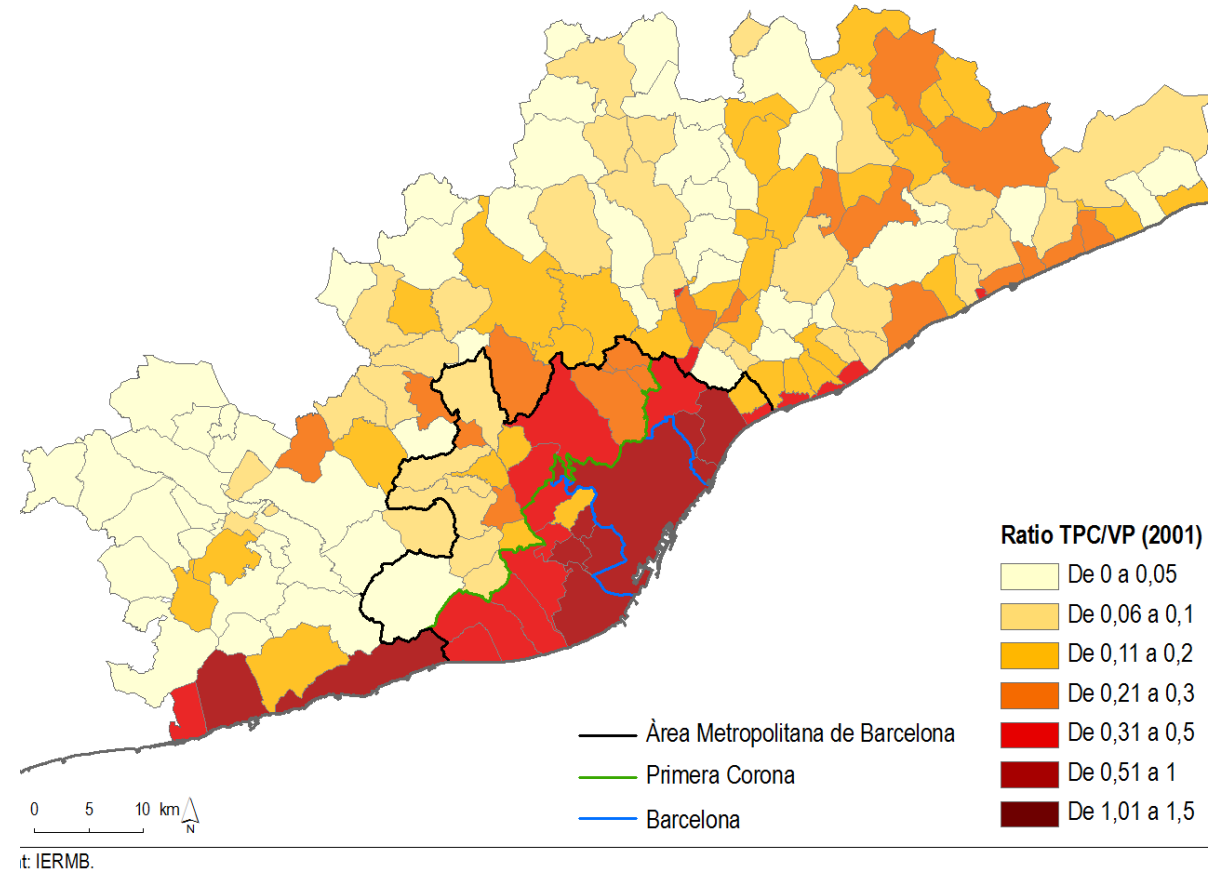 Ratio TPC/VP (2001)
De 0 a 0,05
De 0,06 a 0,1
De 0,11 a 0,2
De 0,21 a 0,3
De 0,31 a 0,5
De 0,51 a 1
De 1,01 a 1,5
Àrea Metropolitana de Barcelona
Primera Corona
Barcelona
0 5 10 km
N
t: IERMB.